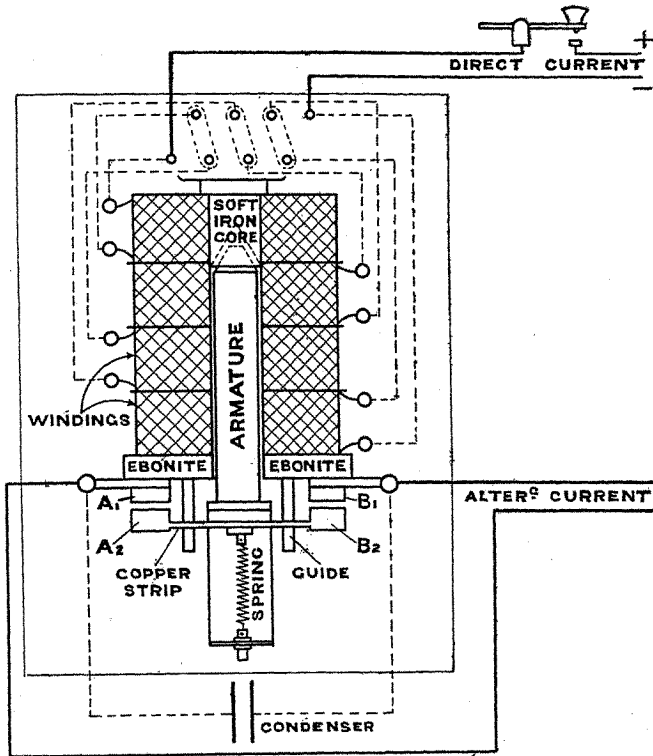 +
DIRECT CURRENT
−
SOFT
IRON
CORE
ARMATURE
WINDINGS
EBONITE
EBONITE
A1
B1
ALTERG CURRENT
A2
B2
COPPER
STRIP
SPRING
GUIDE
CONDENSER